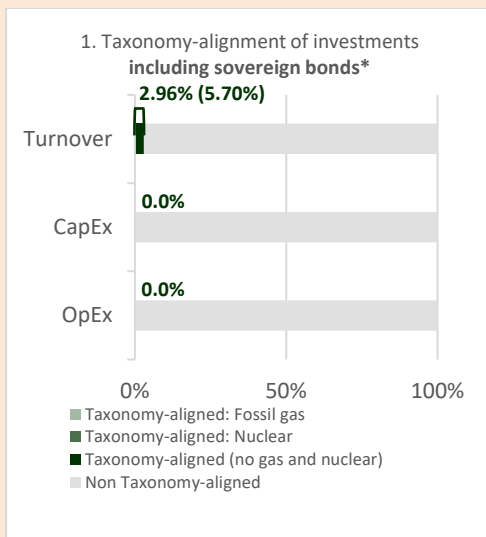 1. Taxonomy-alignment of investments
including sovereign bonds*
2.96% (5.70%)
Turnover
0.0%
CapEx
0.0%
OpEx
0% 50% 100%
Taxonomy-aligned: Fossil gas
Taxonomy-aligned: Nuclear
Taxonomy-aligned (no gas and nuclear)
Non Taxonomy-aligned